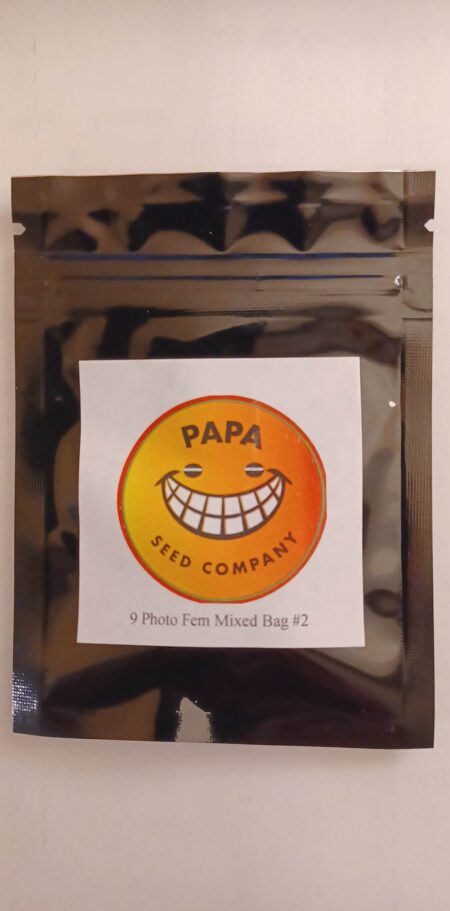 PAPA
SEED COMPANY
9 Photo Fem Mixed Bag #2